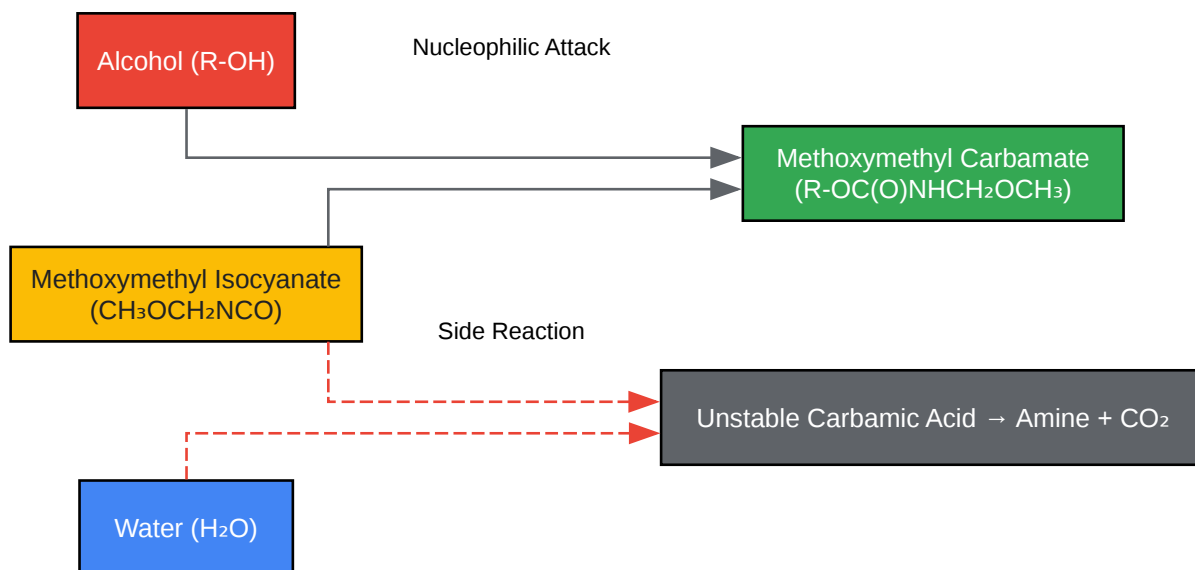 Alcohol (R-OH)
Nucleophilic Attack
Methoxymethyl Carbamate
(R-OC(O)NHCH₂OCH₃)
Methoxymethyl Isocyanate
(CH₃OCH₂NCO)
Side Reaction
Unstable Carbamic Acid → Amine + CO₂
Water (H₂O)